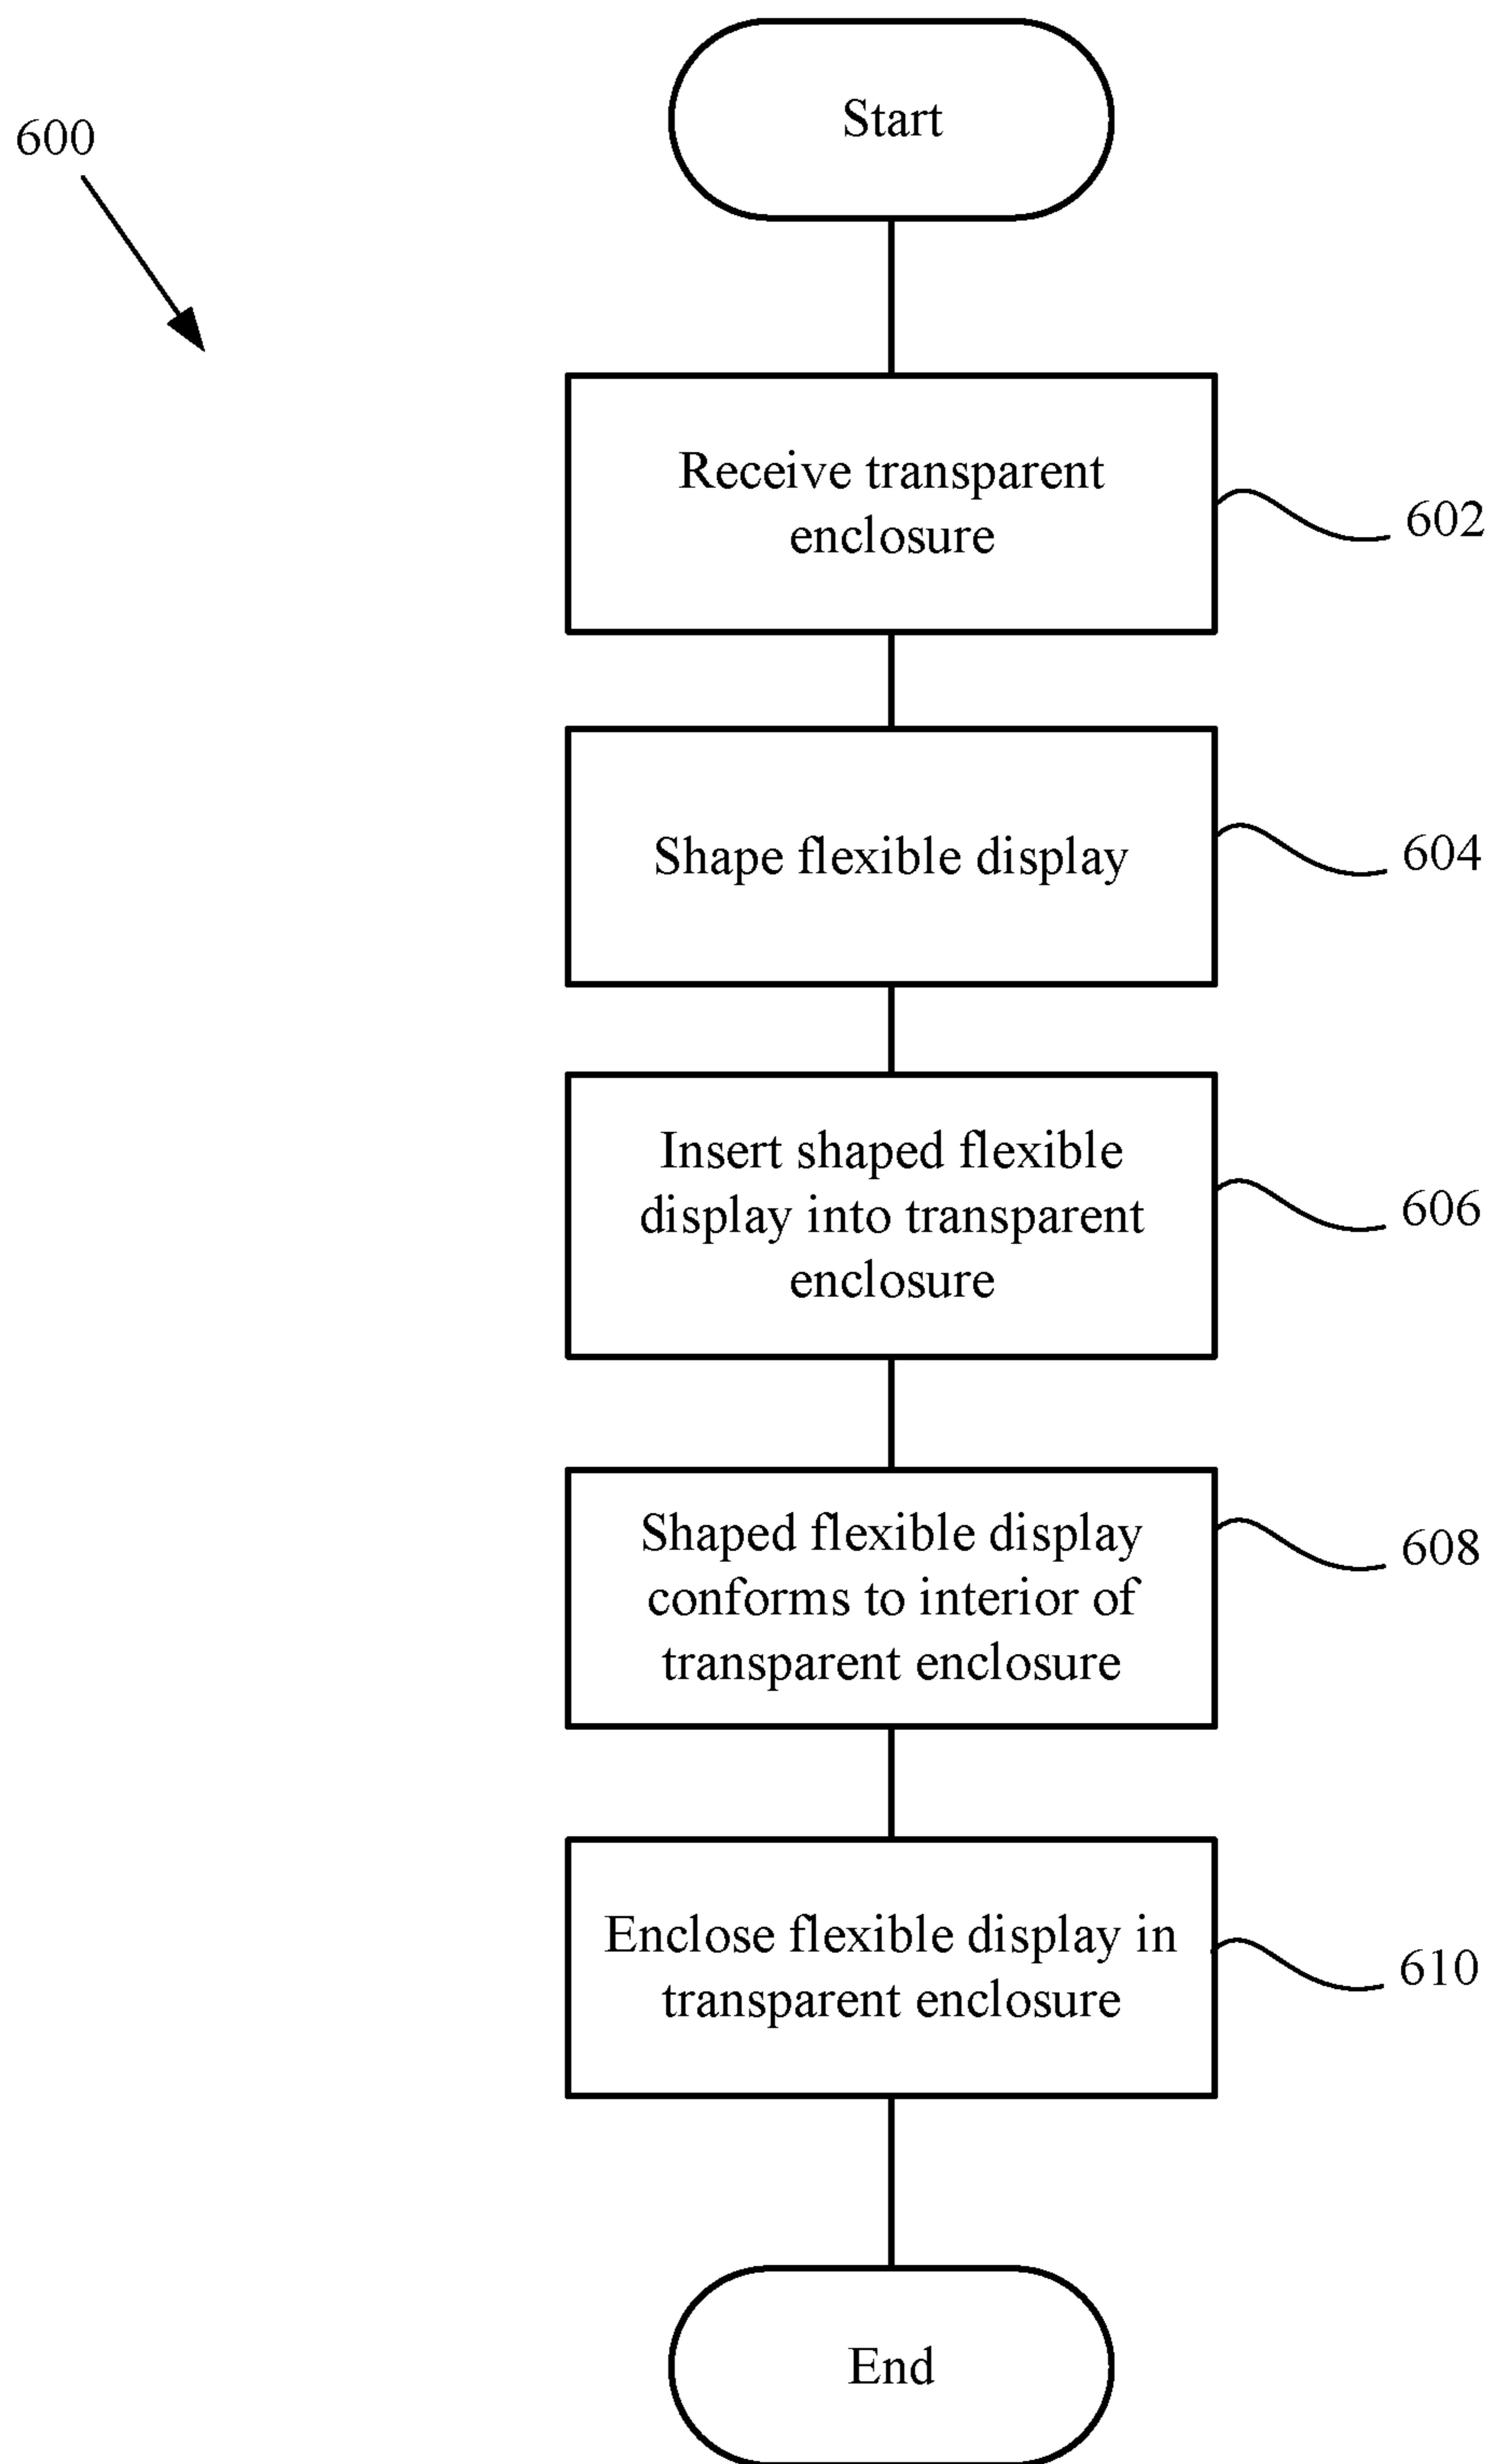 600
Start
Receive transparent
enclosure
602
Shape flexible display
604
Insert shaped flexible
display into transparent
enclosure
606
Shaped flexible display
conforms to interior of
transparent enclosure
608
Enclose flexible display in
transparent enclosure
610
End